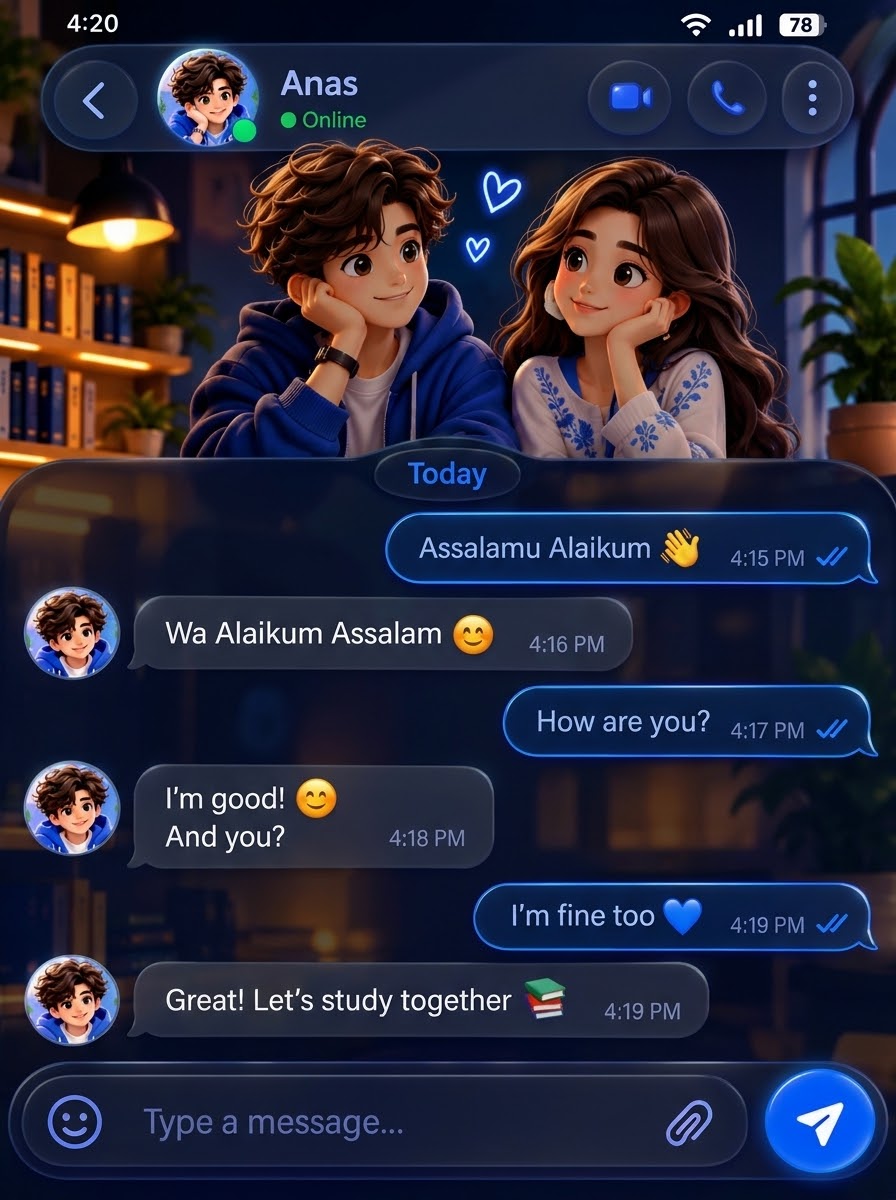 4:20
78
Anas
Online
Today
Assalamu Alaikum 👋 4:15 PM
Wa Alaikum Assalam 😊 4:16 PM
How are you? 4:17 PM
I'm good! 😊
And you? 4:18 PM
I'm fine too 💙 4:19 PM
Great! Let's study together 📚 4:19 PM
Type a message...